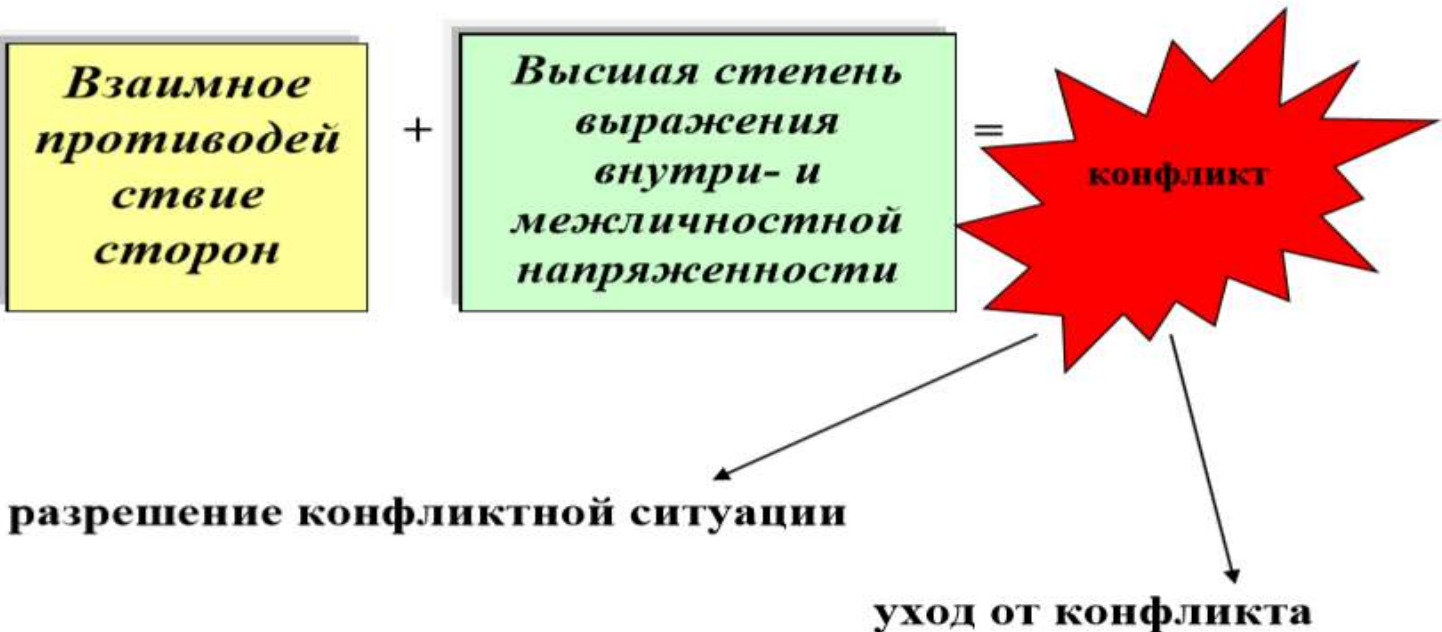 Взаимное
противодей
ствие
сторон
+
Высшая степень
выражения
внутри- и
межличностной
напряженности
=
конфликт
разрешение конфликтной ситуации
уход от конфликта